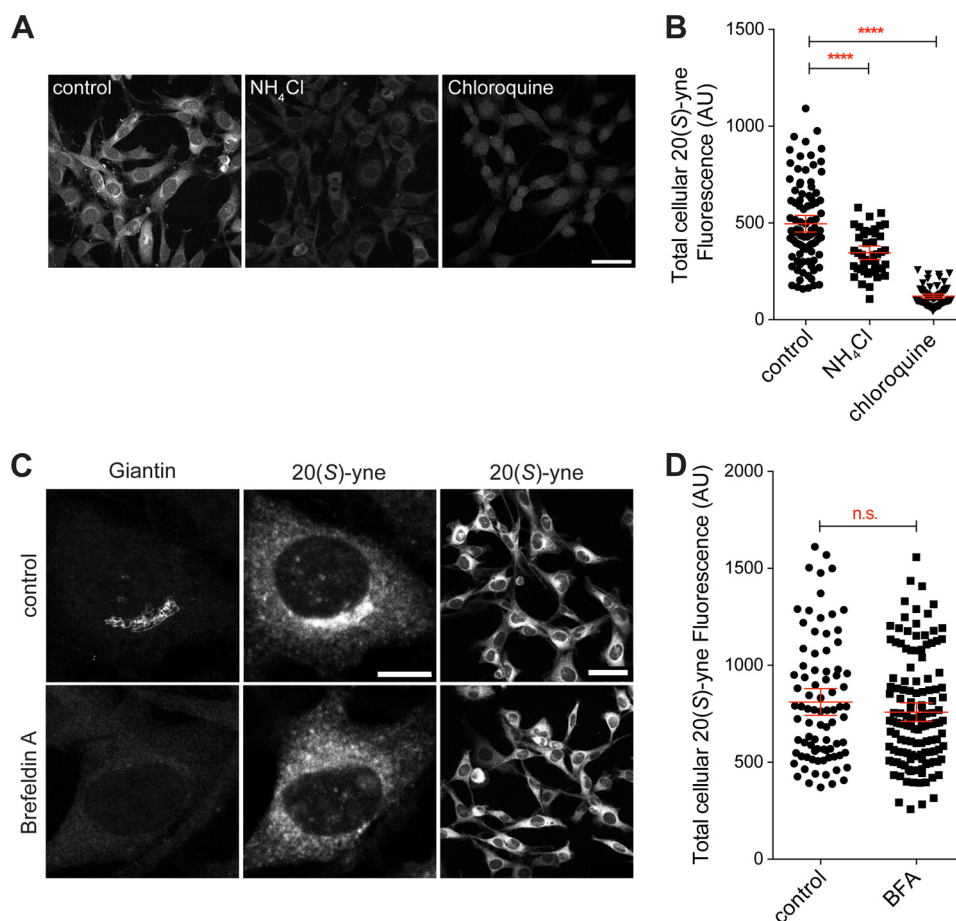 A
control
NH₄Cl
Chloroquine
B
Total cellular 20(S)-yne
Fluorescence (AU)
1500
1000
500
0
****
****
control
NH₄Cl
chloroquine
C
Giantin
20(S)-yne
20(S)-yne
control
Brefeldin A
D
Total cellular 20(S)-yne Fluorescence (AU)
2000
1500
1000
500
0
n.s.
control
BFA